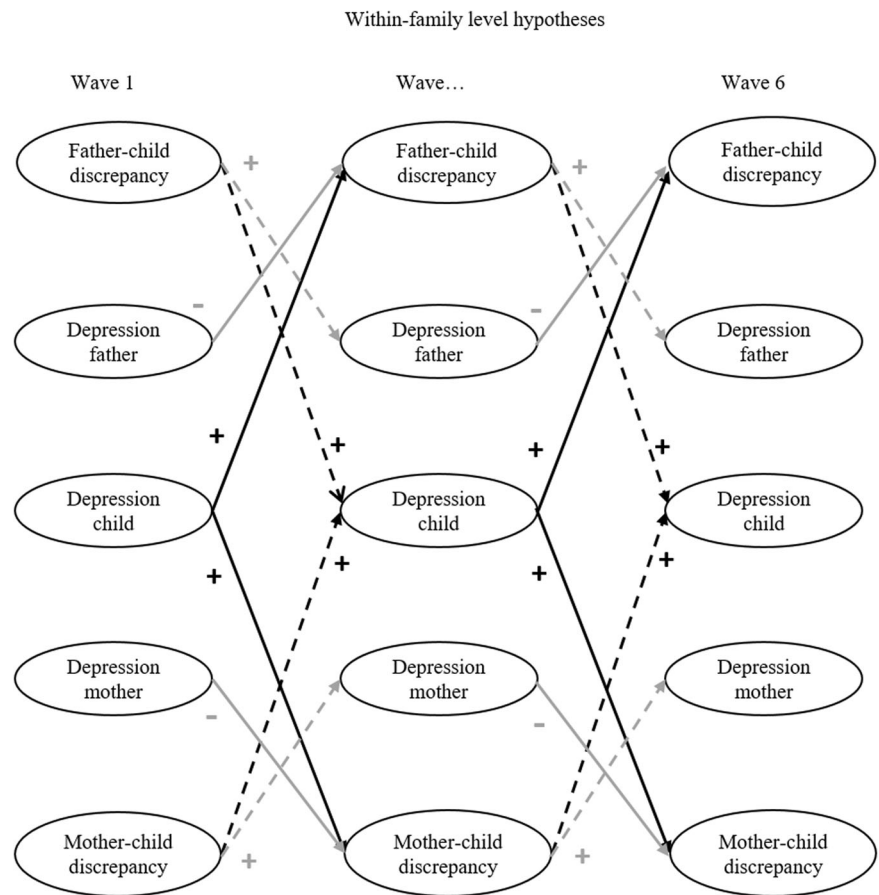 Within-family level hypotheses
Wave 1
Wave…
Wave 6
Father-child
discrepancy
+
Father-child
discrepancy
+
Father-child
discrepancy
-
Depression
father
-
Depression
father
Depression
father
+
+
+
+
Depression
child
Depression
child
Depression
child
+
+
+
+
Depression
mother
-
Depression
mother
-
Depression
mother
Mother-child
discrepancy
+
Mother-child
discrepancy
+
Mother-child
discrepancy